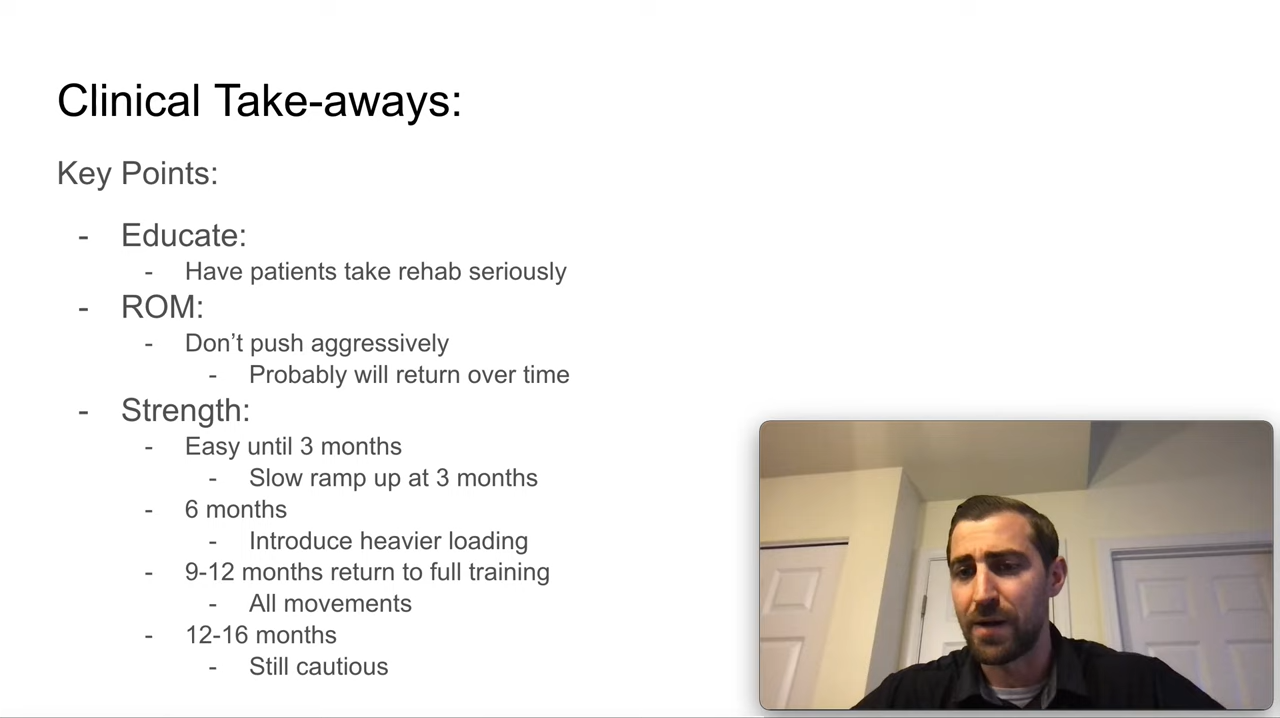 Clinical Take-aways:
Key Points:
- Educate:
- Have patients take rehab seriously
- ROM:
- Don’t push aggressively
- Probably will return over time
- Strength:
- Easy until 3 months
- Slow ramp up at 3 months
- 6 months
- Introduce heavier loading
- 9-12 months return to full training
- All movements
- 12-16 months
- Still cautious